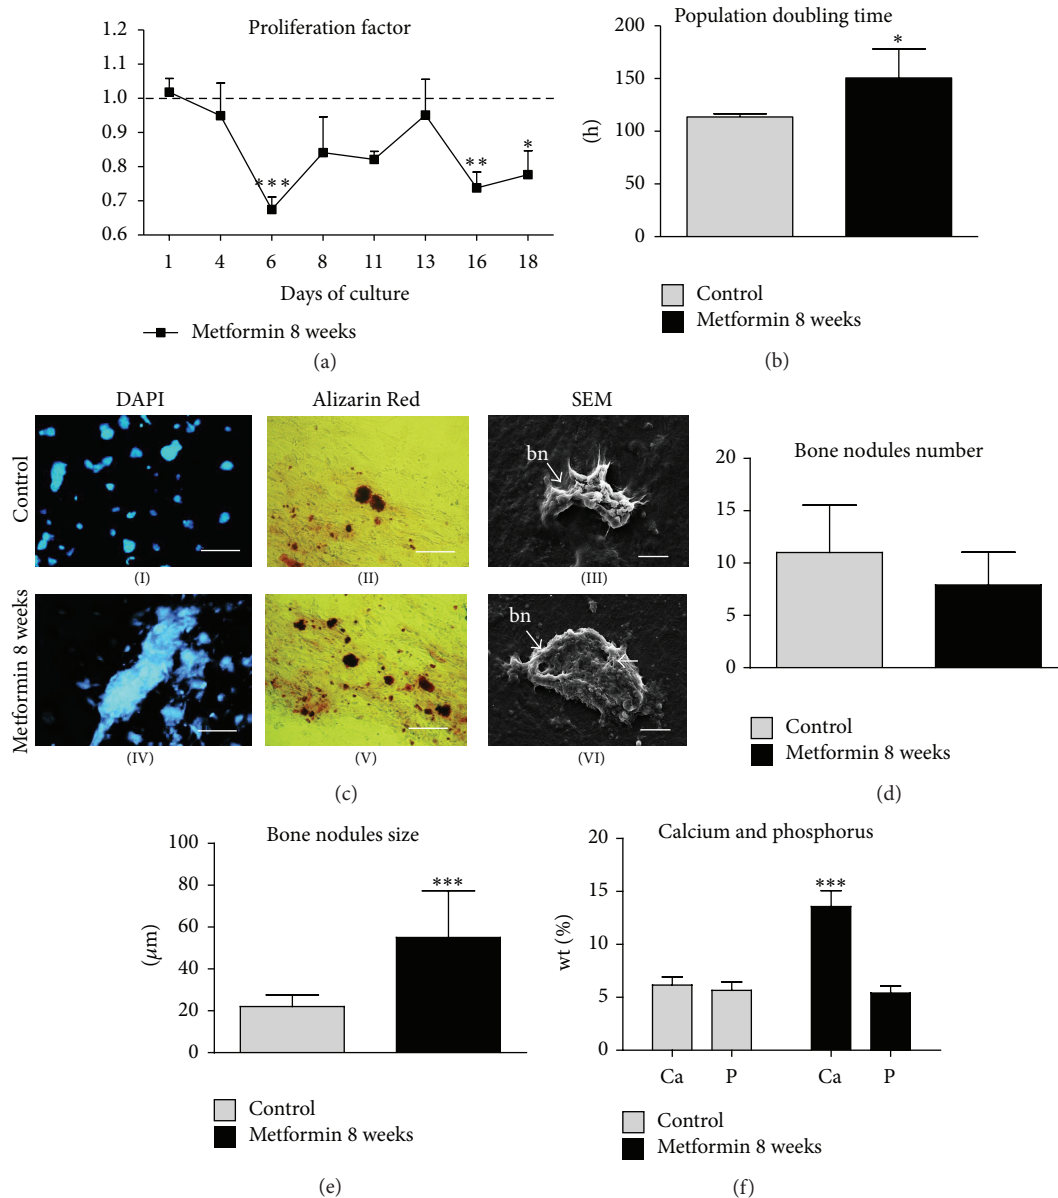 Proliferation factor
1.2
1.1
1.0
0.9
0.8
0.7
0.6
***
**
*
1 4 6 8 11 13 16 18
Days of culture
Metformin 8 weeks
(a)
Population doubling time
200
150
100
50
0
(h)
*
Control
Metformin 8 weeks
(b)
DAPI Alizarin Red SEM
Control
bn
(I) (II) (III)
Metformin 8 weeks
bn
(IV) (V) (VI)
(c)
Bone nodules number
20
15
10
5
0
Control
Metformin 8 weeks
(d)
Bone nodules size
100
80
60
40
20
0
(µm)
***
Control
Metformin 8 weeks
(e)
Calcium and phosphorus
20
15
10
5
0
wt (%)
***
Ca P Ca P
Control
Metformin 8 weeks
(f)